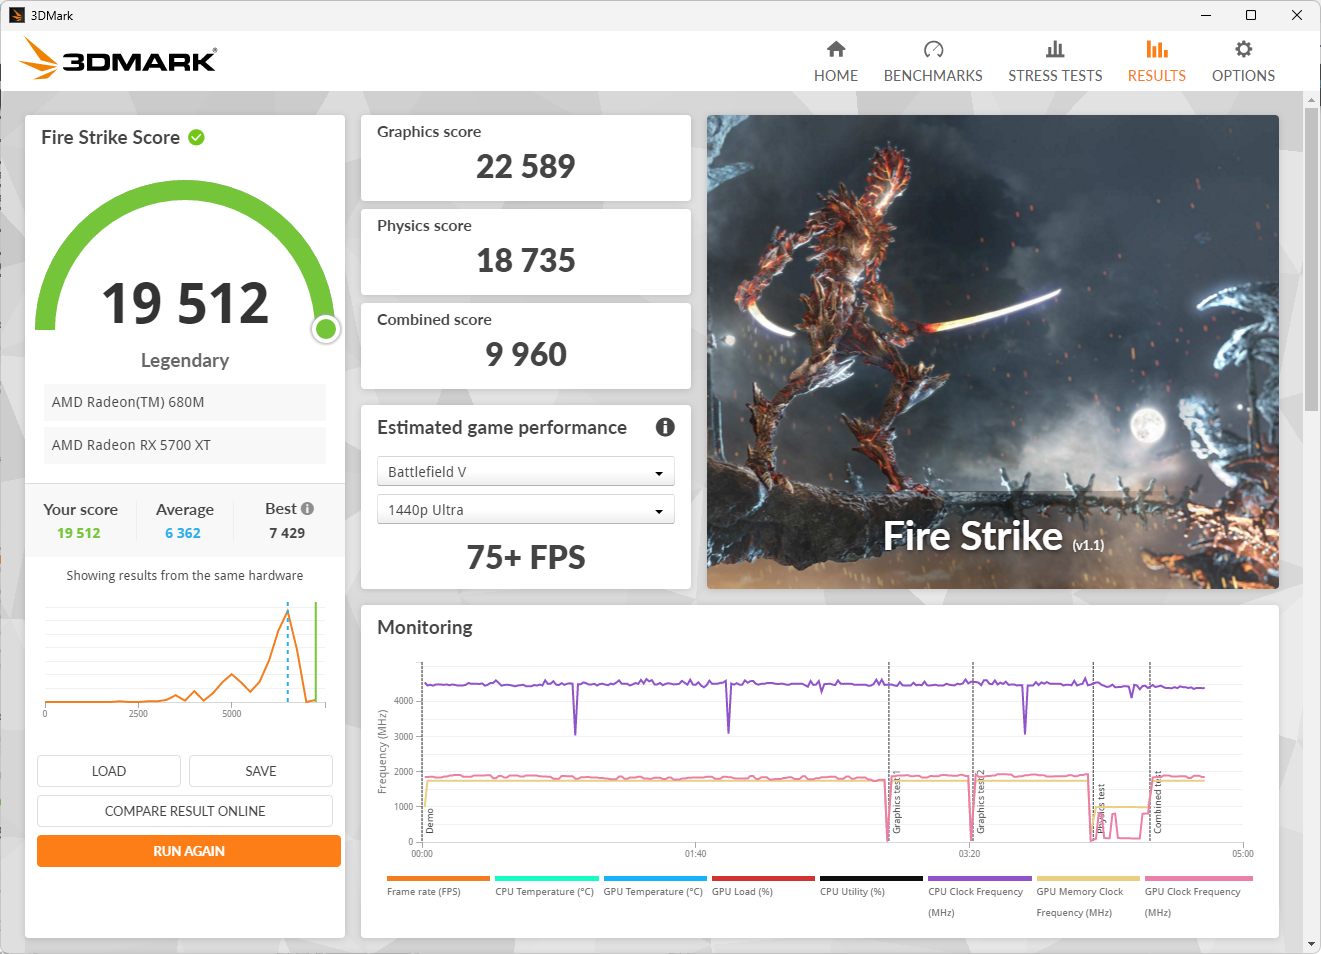 3DMark
3DMARK®
HOME
BENCHMARKS
STRESS TESTS
RESULTS
OPTIONS
Fire Strike Score
19 512
Legendary
AMD Radeon(TM) 680M
AMD Radeon RX 5700 XT
Your score
19 512
Average
6 362
Best
7 429
Showing results from the same hardware
0
2500
5000
LOAD
SAVE
COMPARE RESULT ONLINE
RUN AGAIN
Graphics score
22 589
Physics score
18 735
Combined score
9 960
Estimated game performance
Battlefield V
1440p Ultra
75+ FPS
Fire Strike (v1.1)
Monitoring
Frequency (MHz)
4000
3000
2000
1000
0
Demo
Graphics test 1
Graphics test 2
Physics test
Combined test
00:00
01:40
03:20
05:00
Frame rate (FPS)
CPU Temperature (°C)
GPU Temperature (°C)
GPU Load (%)
CPU Utility (%)
CPU Clock Frequency
(MHz)
GPU Memory Clock
Frequency (MHz)
GPU Clock Frequency
(MHz)